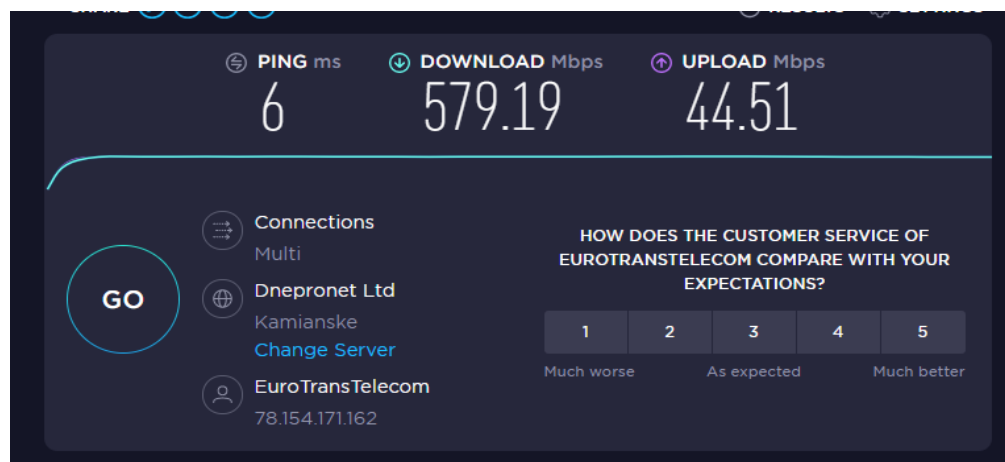 PING ms
DOWNLOAD Mbps
UPLOAD Mbps
6
579.19
44.51
GO
Connections
Multi
Dnepronet Ltd
Kamianske
Change Server
EuroTransTelecom
78.154.171.162
HOW DOES THE CUSTOMER SERVICE OF
EUROTRANSTELECOM COMPARE WITH YOUR
EXPECTATIONS?
1 2 3 4 5
Much worse As expected Much better